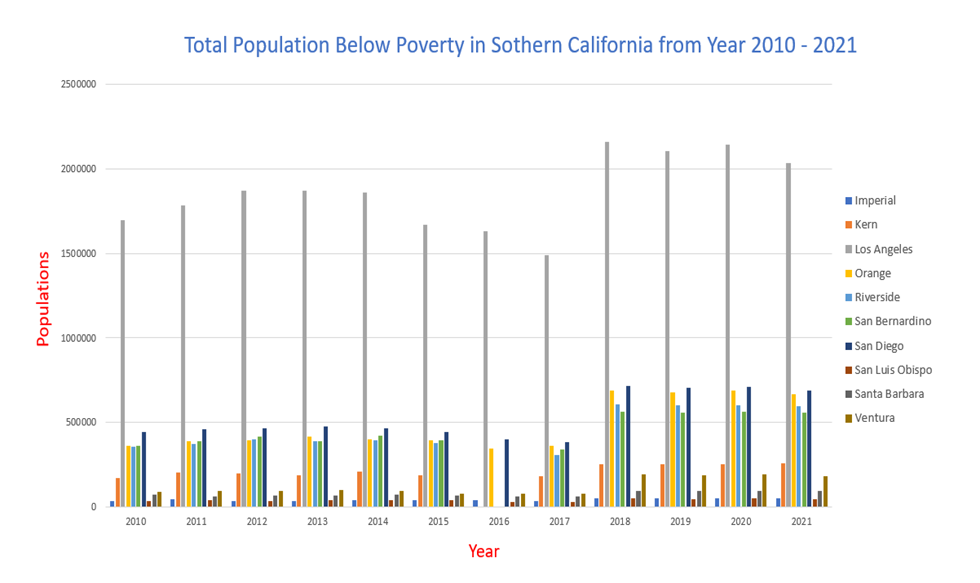 Total Population Below Poverty in Sothern California from Year 2010 - 2021
2500000
2000000
1500000
1000000
500000
0
Populations
2010 2011 2012 2013 2014 2015 2016 2017 2018 2019 2020 2021
Year
Imperial
Kern
Los Angeles
Orange
Riverside
San Bernardino
San Diego
San Luis Obispo
Santa Barbara
Ventura